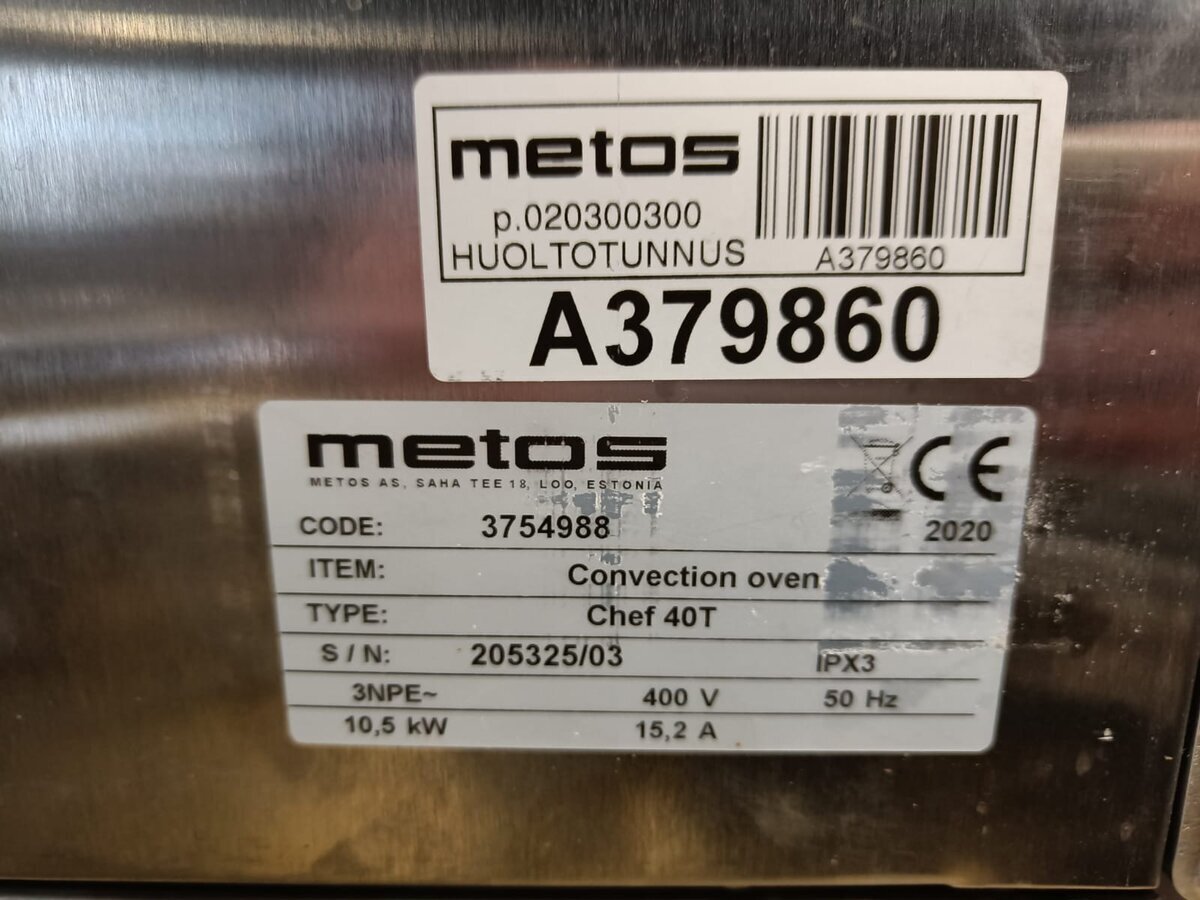 metos
p.020300300
HUOLTOTUNNUS
A379860
A379860
metos
METOS AS, SAHA TEE 18, LOO, ESTONIA
CE
CODE: 3754988 2020
ITEM: Convection oven
TYPE: Chef 40T
S / N: 205325/03 IPX3
3NPE~ 400 V 50 Hz
10,5 kW 15,2 A